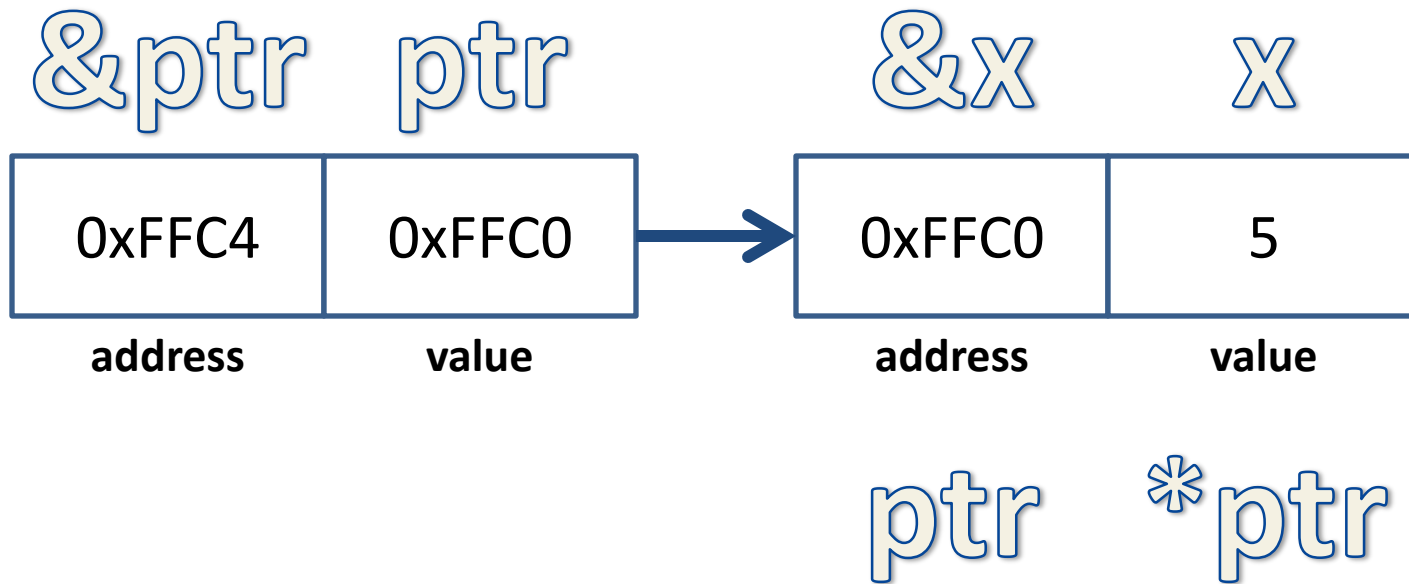 &ptr ptr &x x
0xFFC4 0xFFC0 0xFFC0 5
address value address value
ptr *ptr